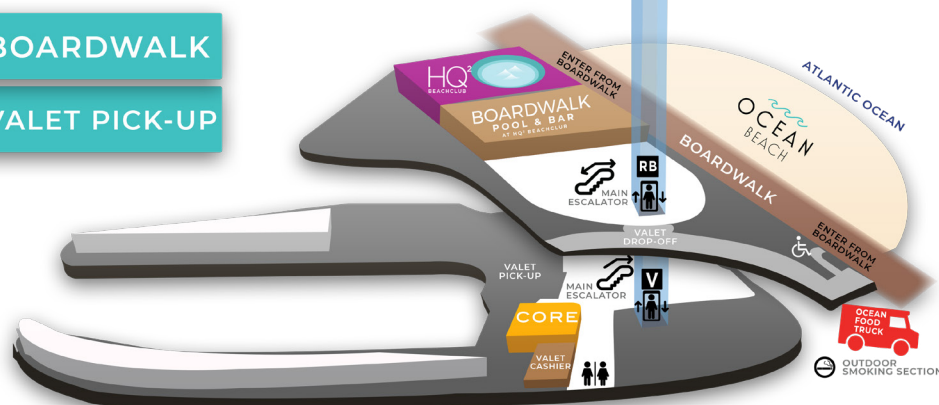 BOARDWALK
VALET PICK-UP
HQ²
BEACHCLUB
BOARDWALK
POOL & BAR
AT HQ² BEACHCLUB
ENTER FROM
BOARDWALK
ATLANTIC OCEAN
OCEAN
BEACH
BOARDWALK
RB
MAIN
ESCALATOR
VALET
DROP-OFF
ENTER FROM
BOARDWALK
VALET
PICK-UP
MAIN
ESCALATOR
V
CORE
VALET
CASHIER
OCEAN
FOOD
TRUCK
OUTDOOR
SMOKING SECTION